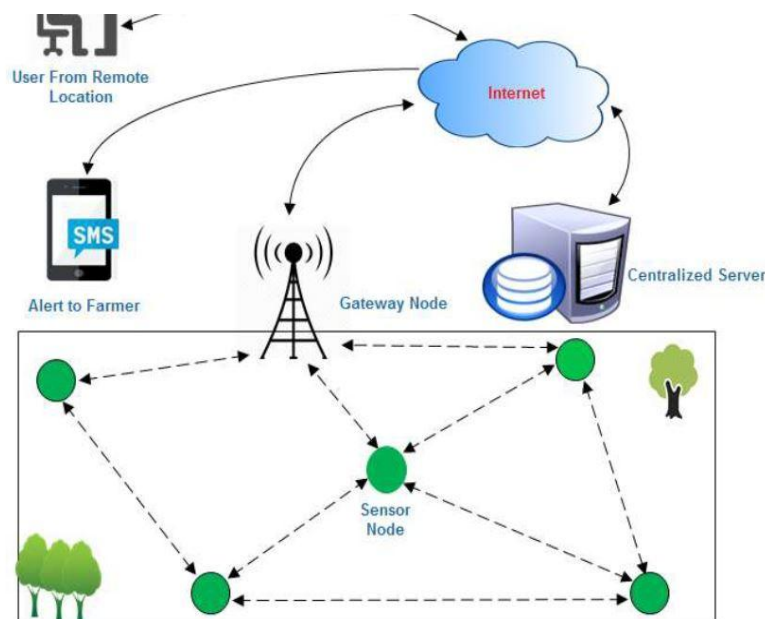 User From Remote
Location
Internet
SMS
Alert to Farmer
Gateway Node
Centralized Server
Sensor
Node